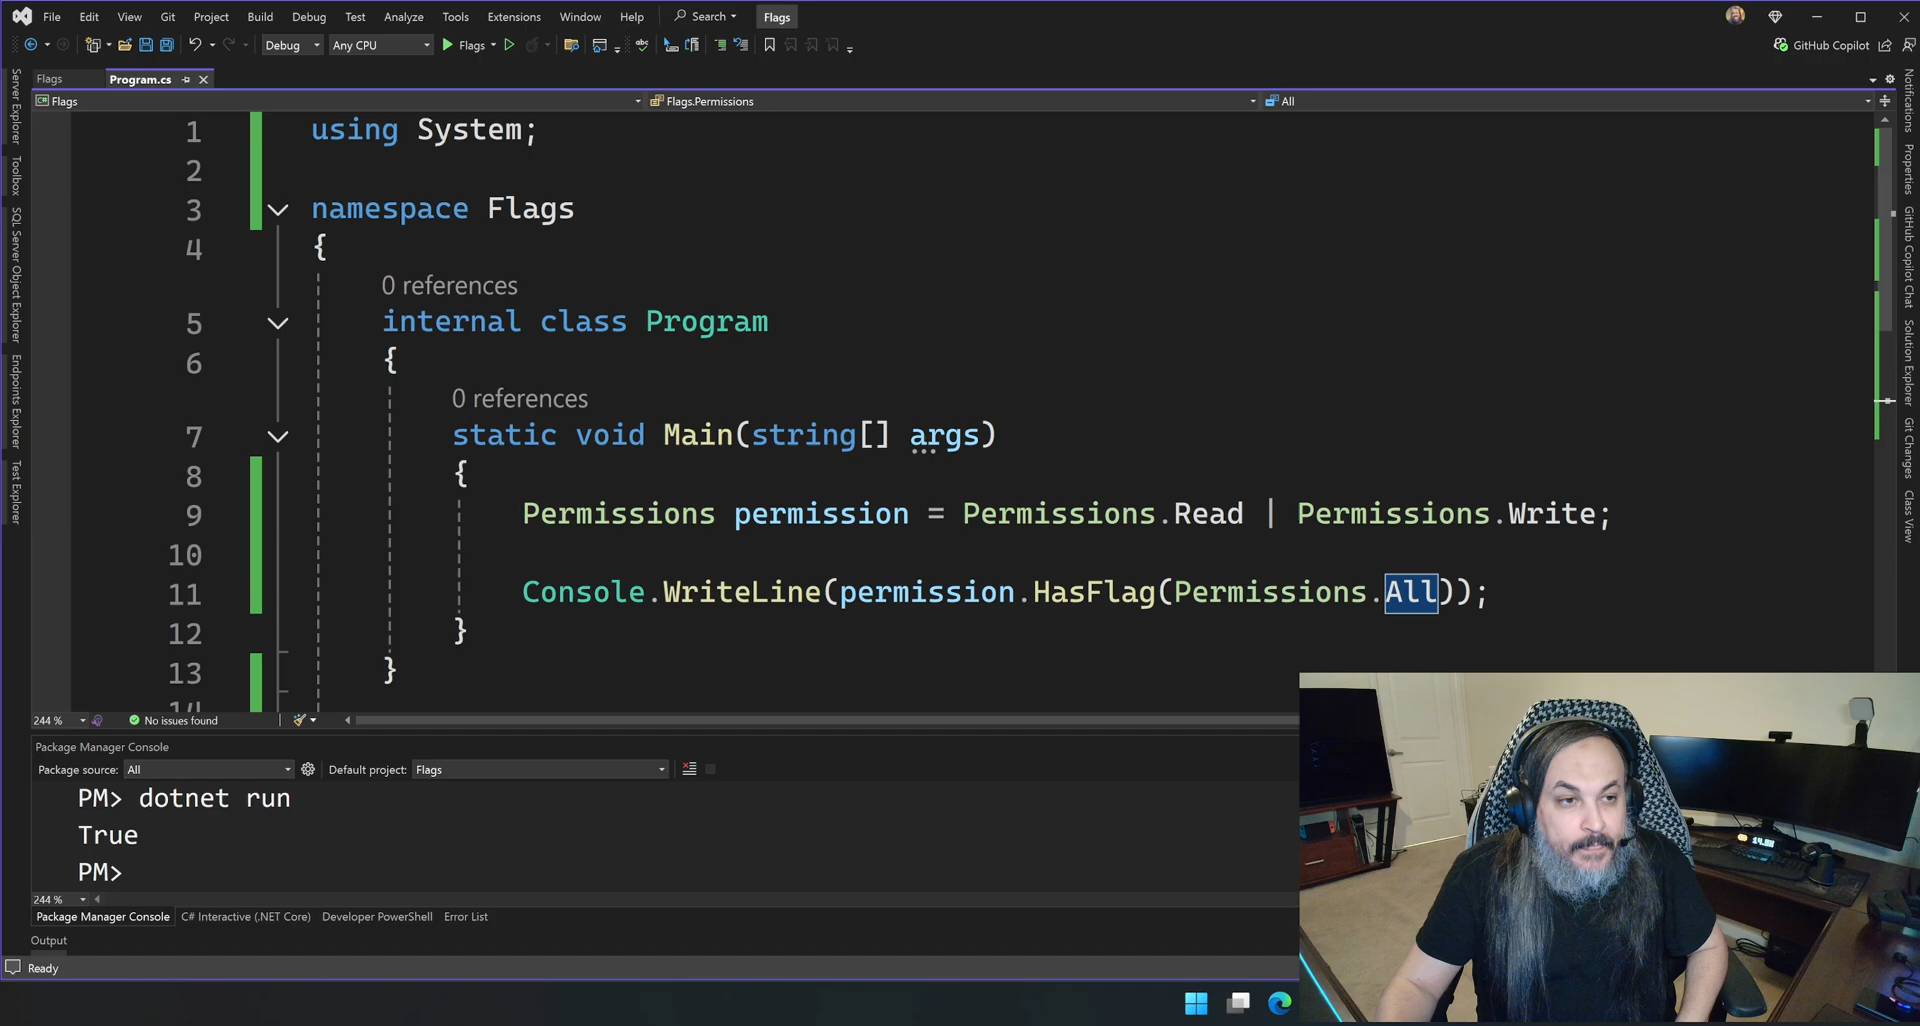 File Edit View Git Project Build Debug Test Analyze Tools Extensions Window Help Search Flags
Debug Any CPU Flags GitHub Copilot
Flags Program.cs
Flags Flags.Permissions All
1 using System;
2
3 namespace Flags
4 {
0 references
5 internal class Program
6 {
0 references
7 static void Main(string[] args)
8 {
9 Permissions permission = Permissions.Read | Permissions.Write;
10
11 Console.WriteLine(permission.HasFlag(Permissions.All));
12 }
13 }
14
244 % No issues found
Package Manager Console
Package source: All Default project: Flags
PM> dotnet run
True
PM>
244 %
Package Manager Console C# Interactive (.NET Core) Developer PowerShell Error List
Output
Ready
Server Explorer
Toolbox
SQL Server Object Explorer
Endpoints Explorer
Test Explorer
Notifications
Properties
GitHub Copilot Chat
Solution Explorer
Git Changes
Class View